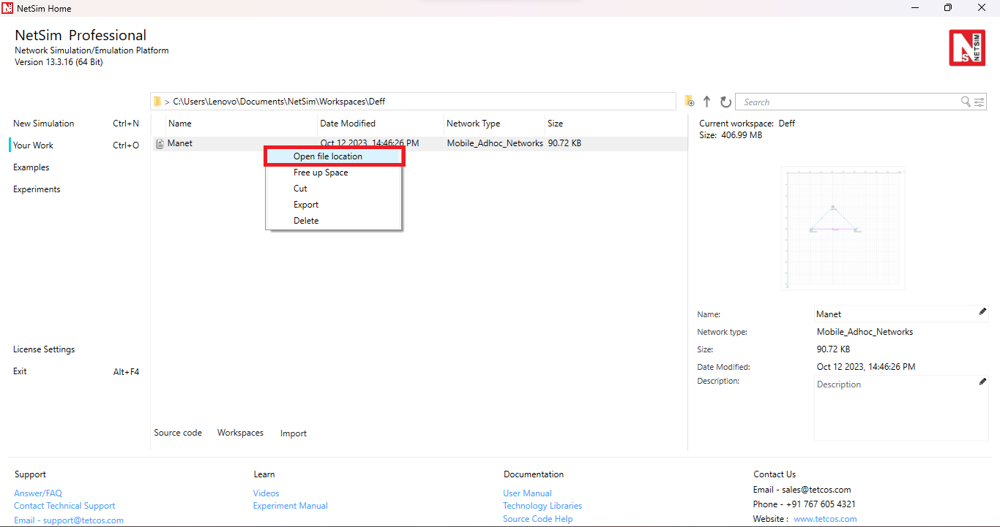 NetSim Home
NetSim Professional
Network Simulation/Emulation Platform
Version 13.3.16 (64 Bit)
NETSIM
> C:\Users\Lenovo\Documents\NetSim\Workspaces\Deff
Search
New Simulation Ctrl+N
Your Work Ctrl+O
Examples
Experiments
License Settings
Exit Alt+F4
Name Date Modified Network Type Size
Manet Oct 12 2023, 14:46:26 PM Mobile_Adhoc_Networks 90.72 KB
Open file location
Free up Space
Cut
Export
Delete
Source code Workspaces Import
Current workspace: Deff
Size: 406.99 MB
Name: Manet
Network type: Mobile_Adhoc_Networks
Size: 90.72 KB
Date Modified: Oct 12 2023, 14:46:26 PM
Description: Description
Support
Answer/FAQ
Contact Technical Support
Email - support@tetcos.com
Learn
Videos
Experiment Manual
Documentation
User Manual
Technology Libraries
Source Code Help
Contact Us
Email - sales@tetcos.com
Phone - +91 767 605 4321
Website : www.tetcos.com